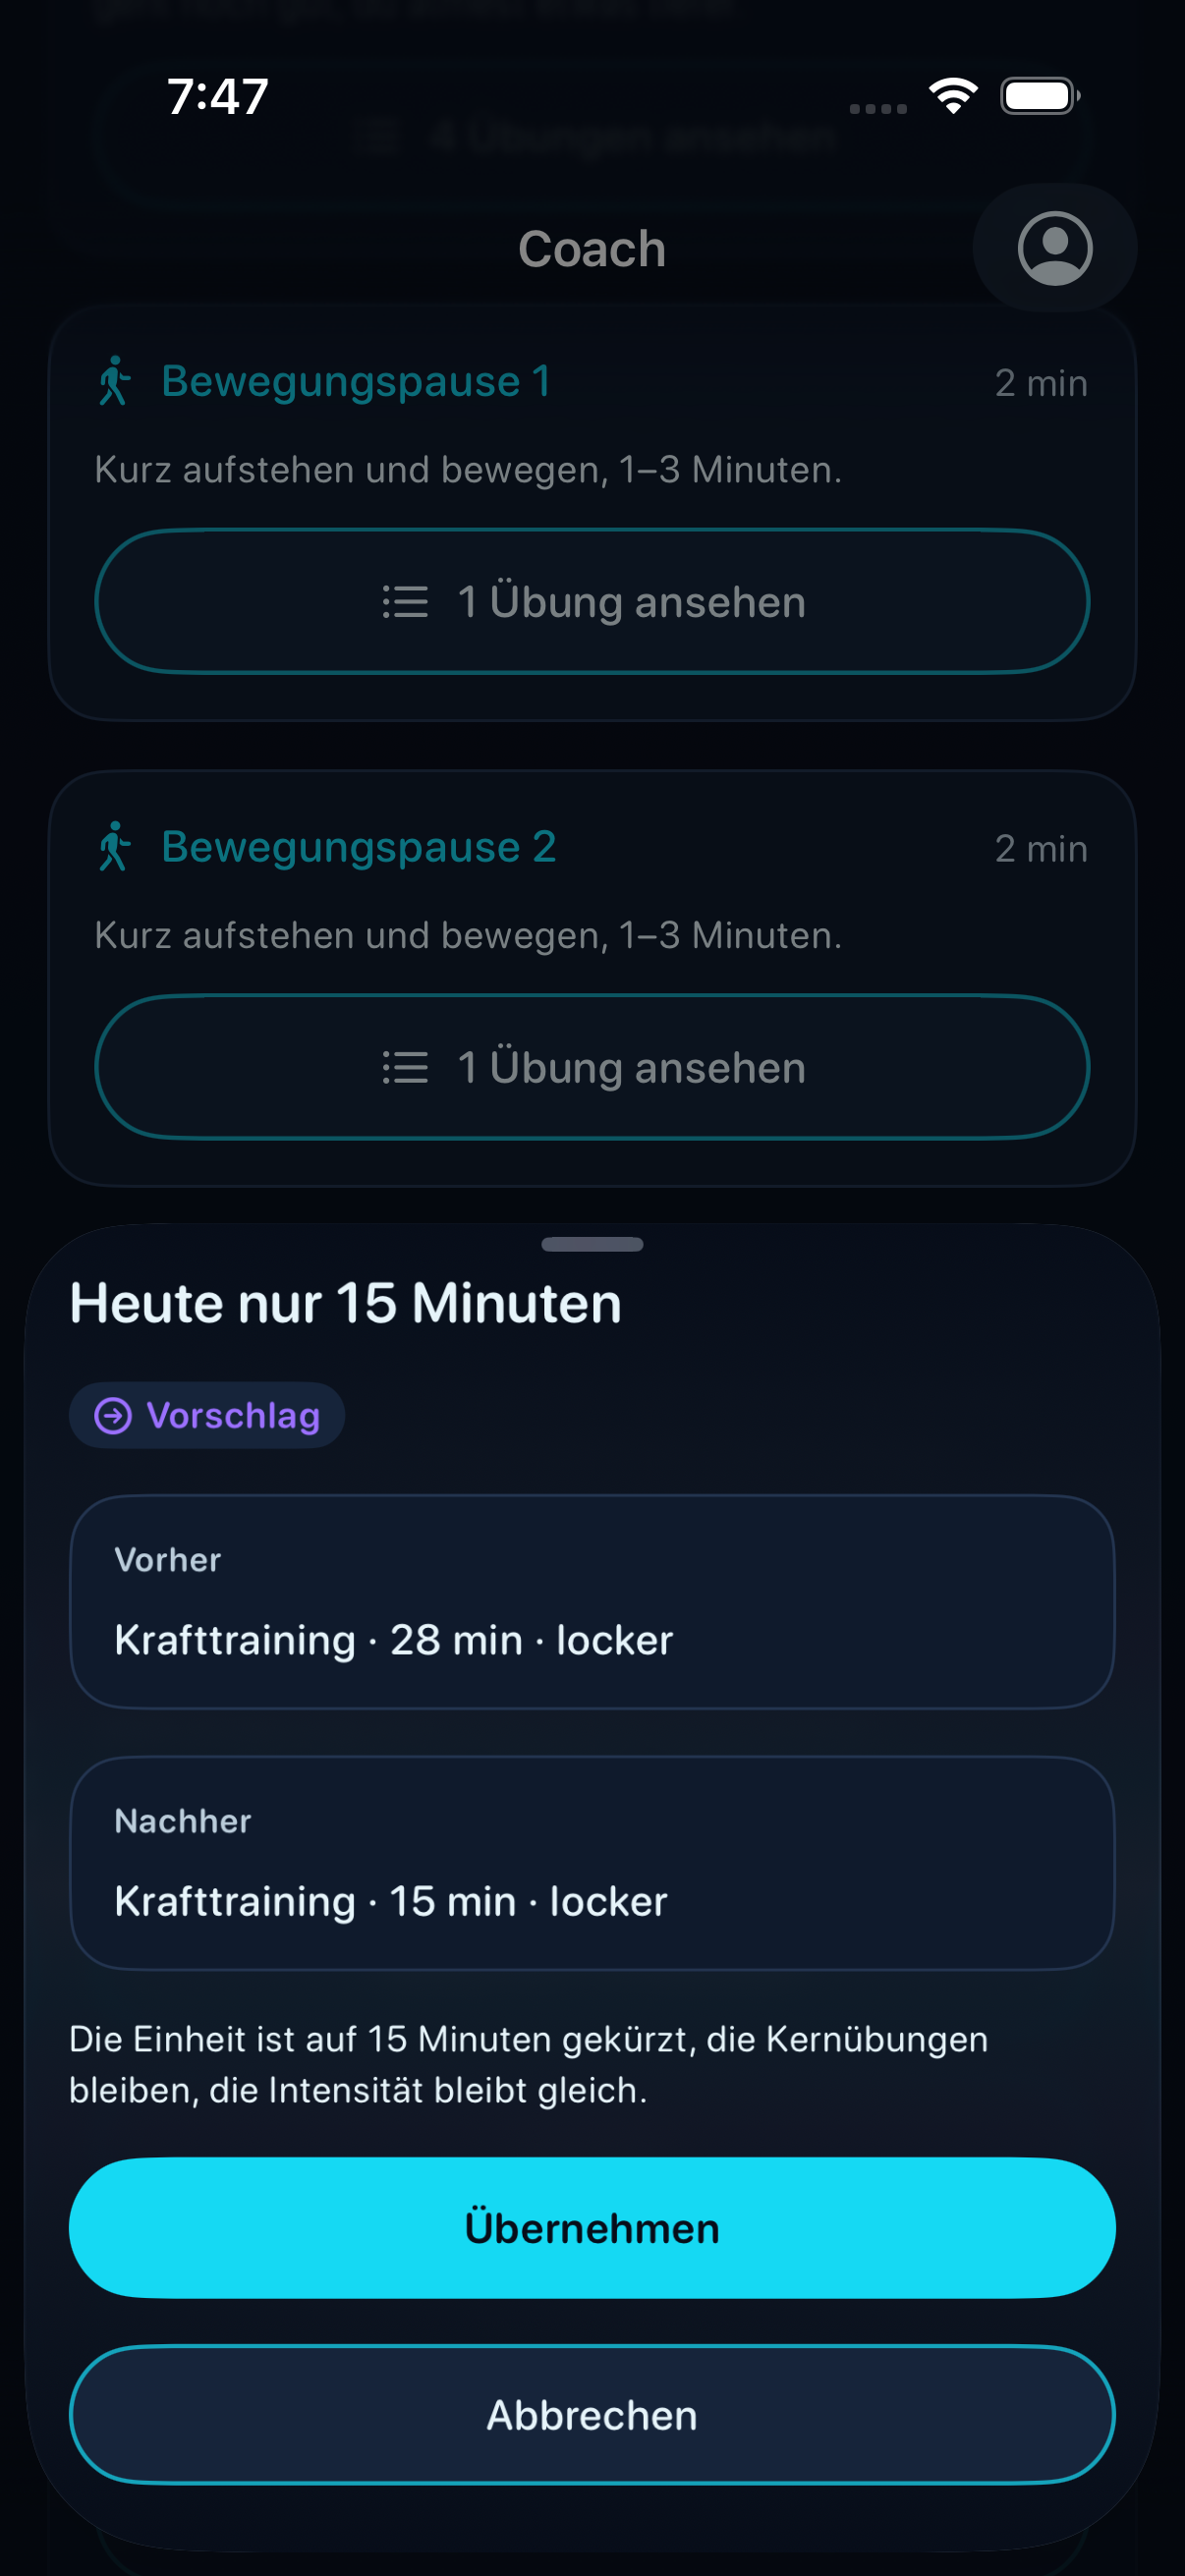 7:47
4 Übungen ansehen
Coach
Bewegungspause 1
2 min
Kurz aufstehen und bewegen, 1–3 Minuten.
1 Übung ansehen
Bewegungspause 2
2 min
Kurz aufstehen und bewegen, 1–3 Minuten.
1 Übung ansehen
Heute nur 15 Minuten
Vorschlag
Vorher
Krafttraining · 28 min · locker
Nachher
Krafttraining · 15 min · locker
Die Einheit ist auf 15 Minuten gekürzt, die Kernübungen
bleiben, die Intensität bleibt gleich.
Übernehmen
Abbrechen